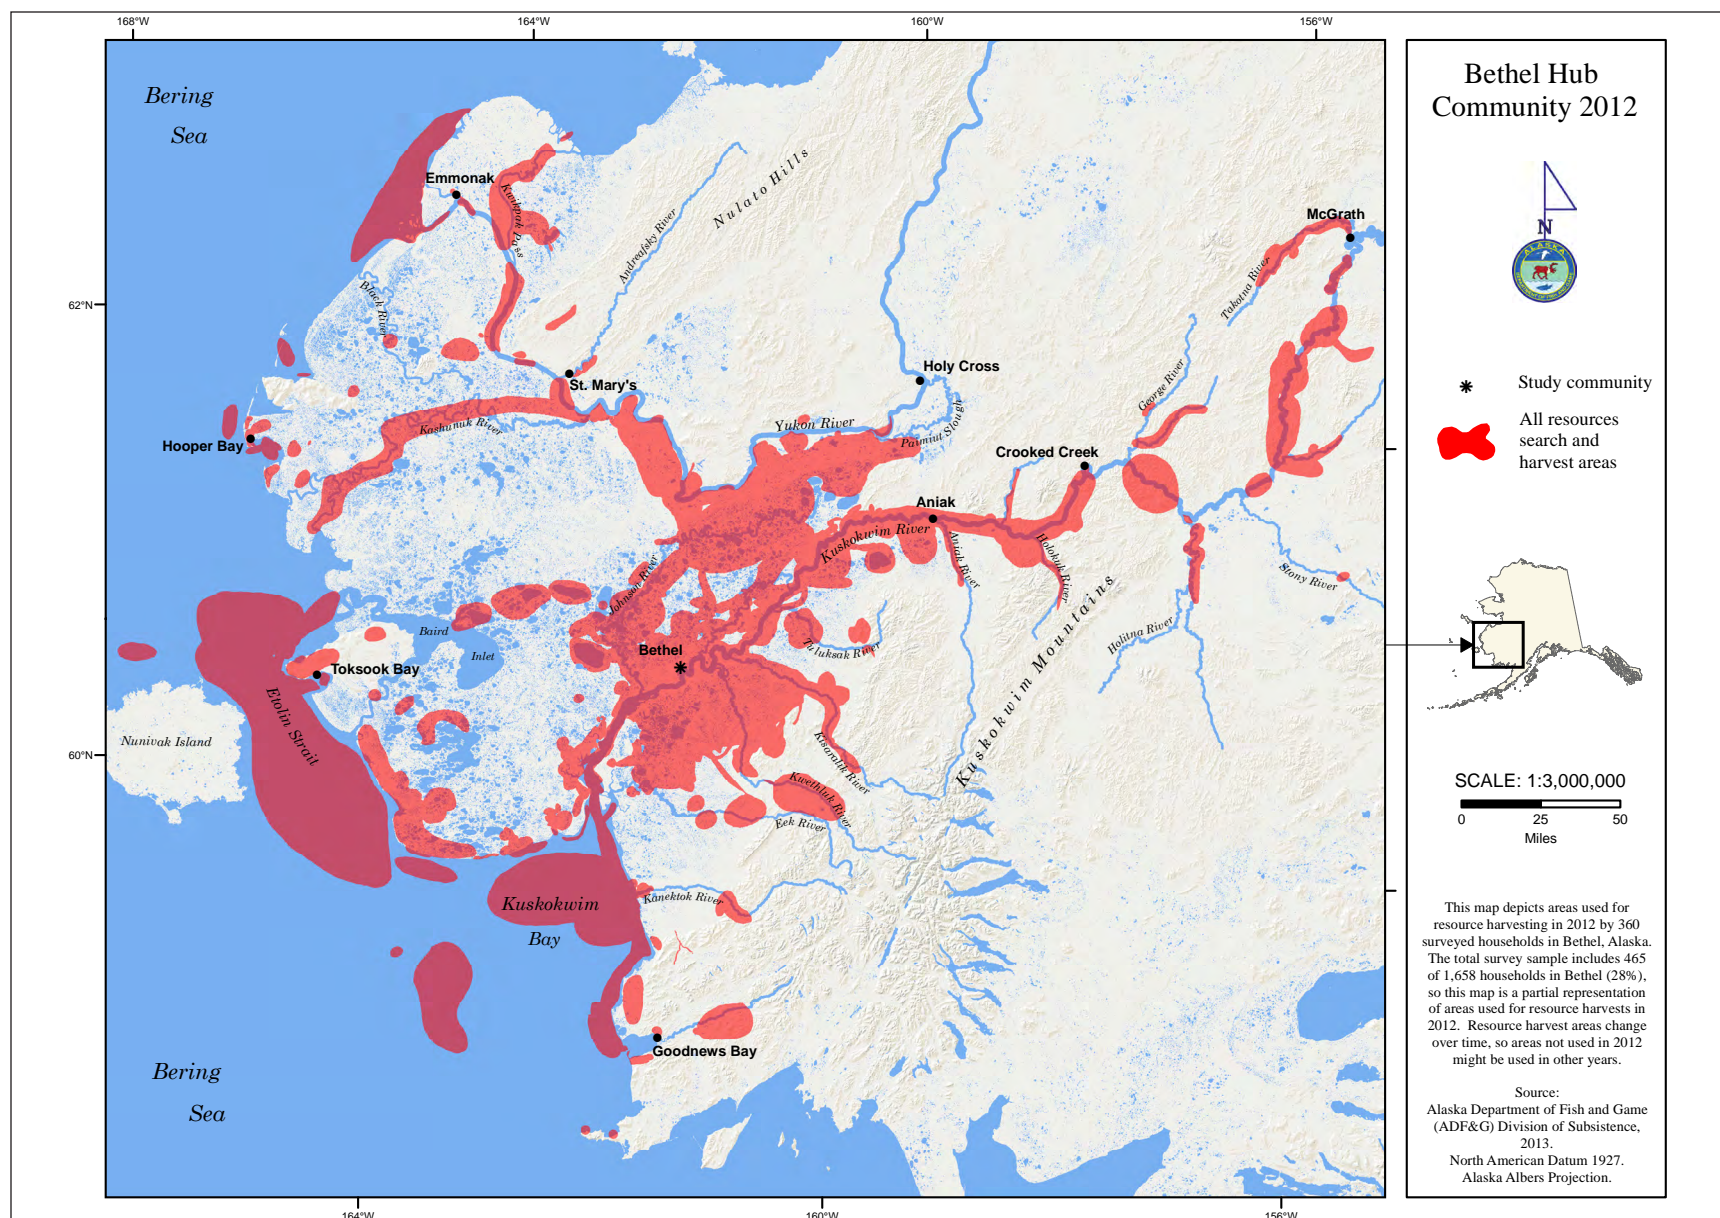 168°W
164°W
160°W
156°W
Bering
Sea
Emmonak
Kwikpak Pass
Andreafsky River
Nulato Hills
McGrath
Takotna River
62°N
Black River
Holy Cross
St. Mary's
George River
Hooper Bay
Kashunuk River
Yukon River
Paimiut Slough
Crooked Creek
Aniak
Kuskokwim River
Aniak River
Holokuk River
Stony River
Johnson River
Baird
Inlet
Bethel
Tuluksak River
Holitna River
Kuskokwim Mountains
Toksook Bay
Etolin Strait
Nunivak Island
60°N
Kisaralik River
Kwethluk River
Eek River
Kuskokwim
Bay
Kanektok River
Goodnews Bay
Bering
Sea
164°W
160°W
156°W
Bethel Hub
Community 2012
N
ALASKA
Study community
All resources
search and
harvest areas
SCALE: 1:3,000,000
0 25 50
Miles
This map depicts areas used for
resource harvesting in 2012 by 360
surveyed households in Bethel, Alaska.
The total survey sample includes 465
of 1,658 households in Bethel (28%),
so this map is a partial representation
of areas used for resource harvests in
2012. Resource harvest areas change
over time, so areas not used in 2012
might be used in other years.
Source:
Alaska Department of Fish and Game
(ADF&G) Division of Subsistence,
2013.
North American Datum 1927.
Alaska Albers Projection.